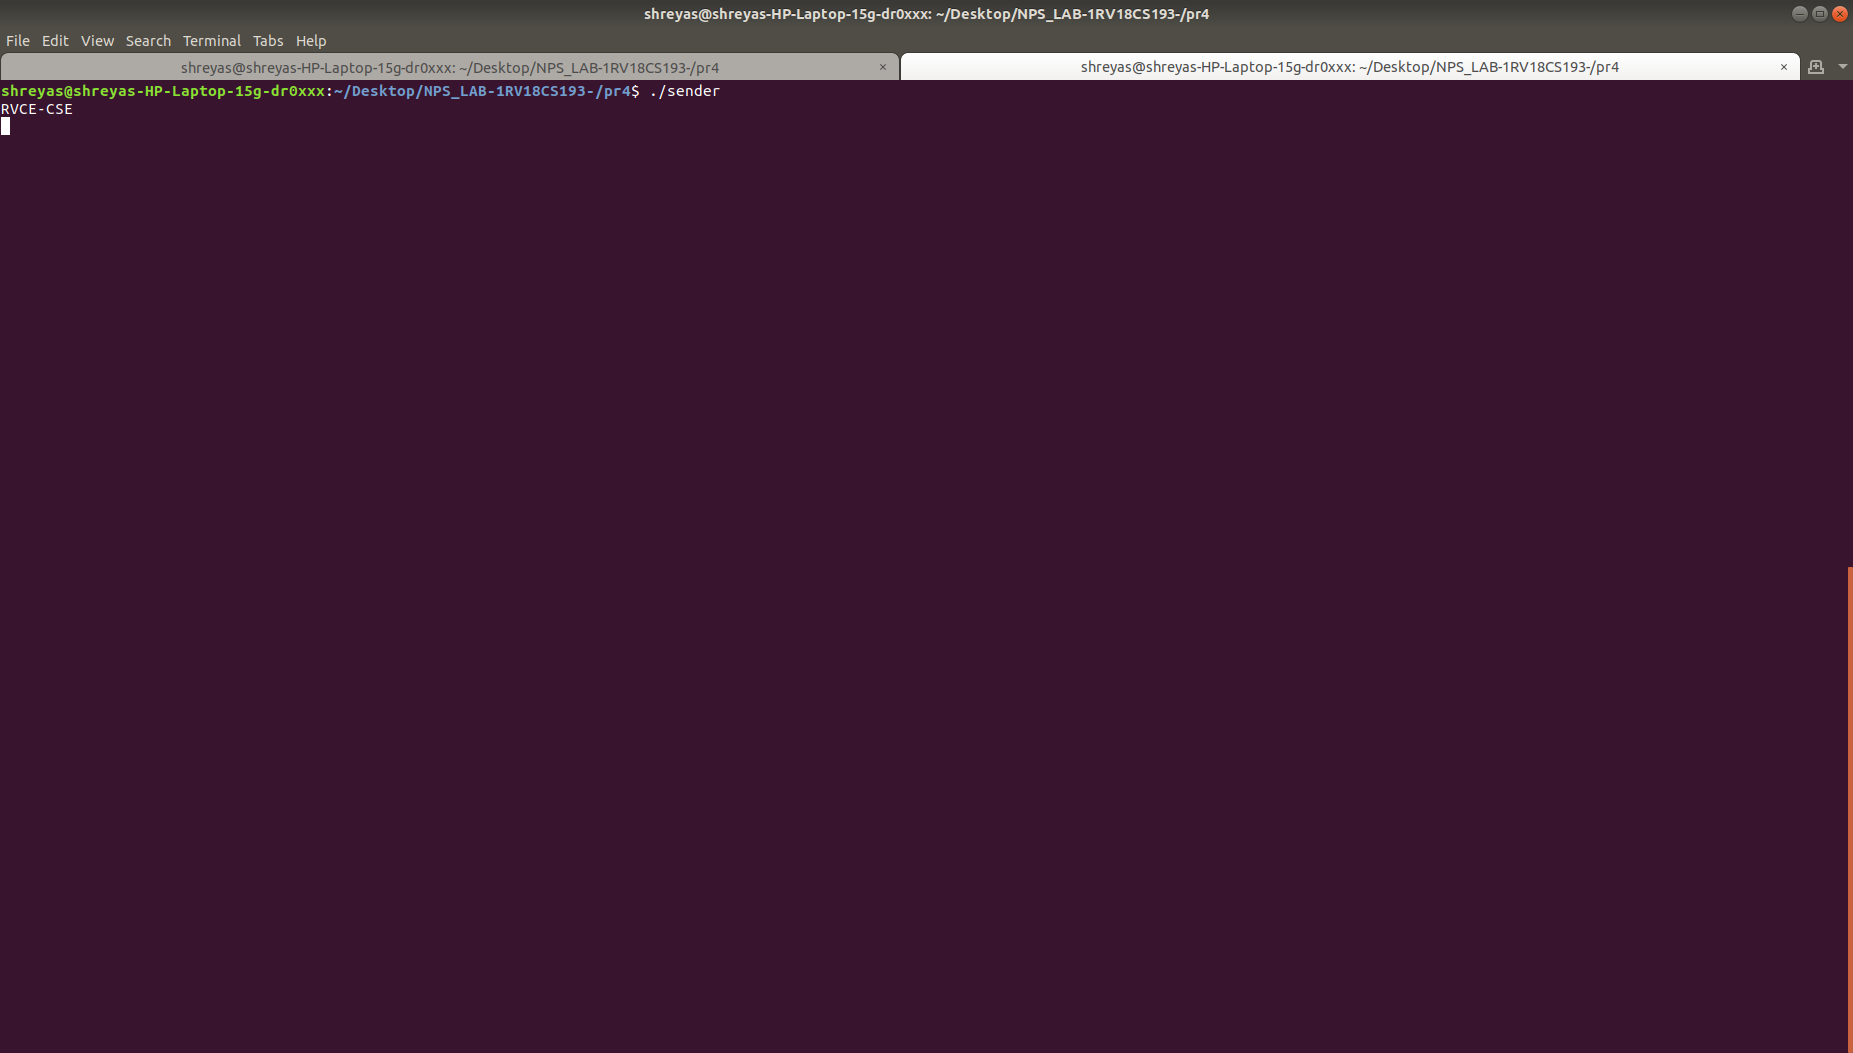 shreyas@shreyas-HP-Laptop-15g-dr0xxx: ~/Desktop/NPS_LAB-1RV18CS193-/pr4
File Edit View Search Terminal Tabs Help
shreyas@shreyas-HP-Laptop-15g-dr0xxx: ~/Desktop/NPS_LAB-1RV18CS193-/pr4 × shreyas@shreyas-HP-Laptop-15g-dr0xxx: ~/Desktop/NPS_LAB-1RV18CS193-/pr4 ×
shreyas@shreyas-HP-Laptop-15g-dr0xxx:~/Desktop/NPS_LAB-1RV18CS193-/pr4$ ./sender
RVCE-CSE